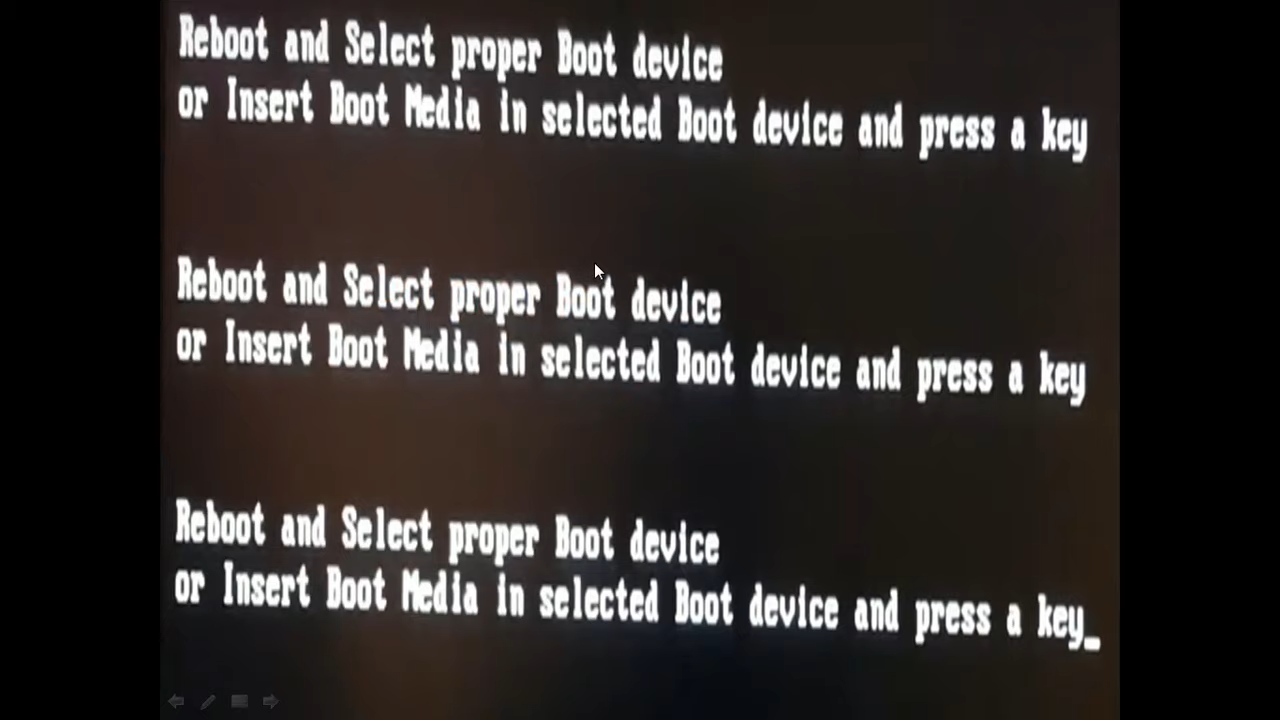 Reboot and Select proper Boot device
or Insert Boot Media in selected Boot device and press a key
Reboot and Select proper Boot device
or Insert Boot Media in selected Boot device and press a key
Reboot and Select proper Boot device
or Insert Boot Media in selected Boot device and press a key_